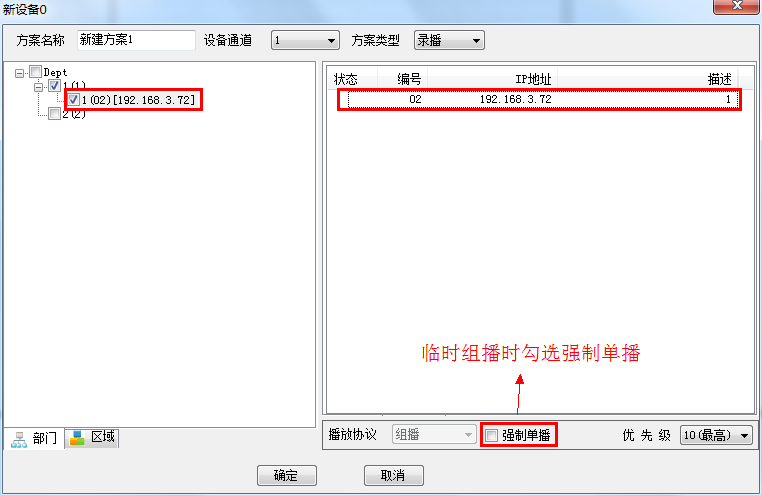 新设备0
方案名称 新建方案1 设备通道 1 方案类型 录播
Dept
1(1)
1(02)[192.168.3.72]
2(2)
状态 编号 IP地址 描述
02 192.168.3.72 1
临时组播时勾选强制单播
播放协议 组播 强制单播 优 先 级 10(最高)
部门 区域
确定 取消